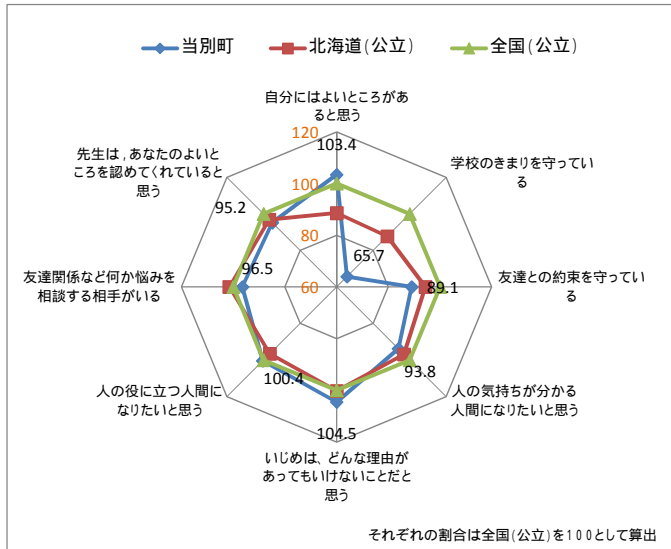 当別町 北海道(公立) 全国(公立)
自分にはよいところがあ
ると思う
120
103.4
先生は,あなたのよいと
ころを認めてくれていると
思う
学校のきまりを守ってい
る
100
95.2
80
65.7
友達関係など何か悩みを
相談する相手がいる
96.5
60
89.1
友達との約束を守ってい
る
人の役に立つ人間に
なりたいと思う
100.4
93.8
人の気持ちが分かる
人間になりたいと思う
104.5
いじめは、どんな理由が
あってもいけないことだと
思う
それぞれの割合は全国(公立)を100として算出